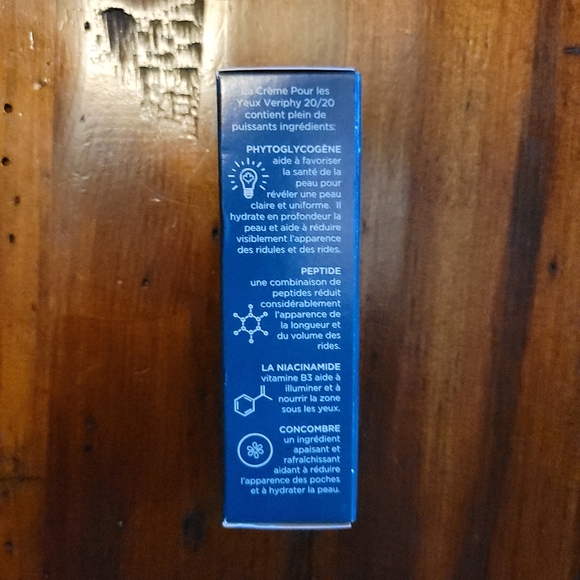 La Crème Pour les
Yeux Veriphy 20/20
contient plein de
puissants ingrédients:
PHYTOGLYCOGÈNE
aide à favoriser
la santé de la
peau pour
révéler une peau
claire et uniforme. Il
hydrate en profondeur la
peau et aide à réduire
visiblement l'apparence
des ridules et des rides.
PEPTIDE
une combinaison de
peptides réduit
considérablement
l'apparence de
la longueur et
du volume des
rides.
LA NIACINAMIDE
vitamine B3 aide à
illuminer et à
nourrir la zone
sous les yeux.
CONCOMBRE
un ingrédient
apaisant et
rafraîchissant
aidant à réduire
l'apparence des poches
et à hydrater la peau.